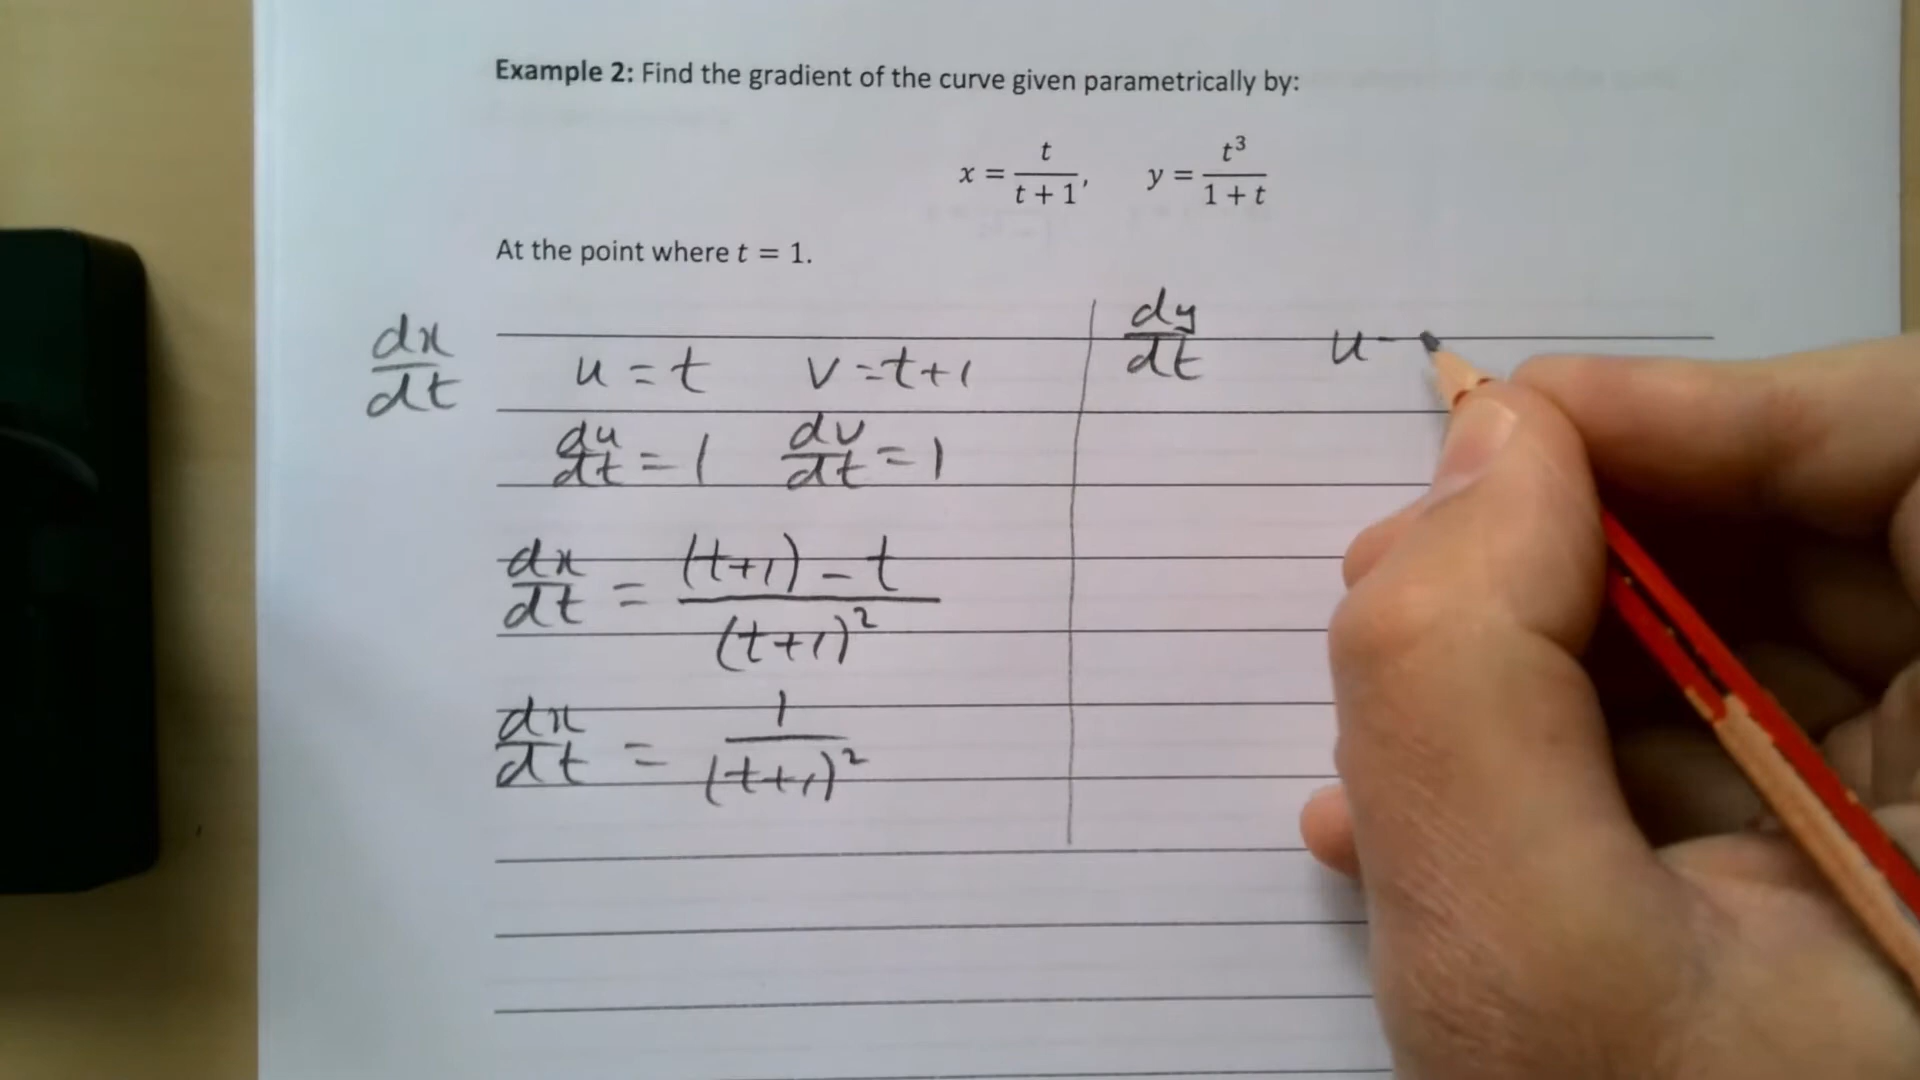 Example 2: Find the gradient of the curve given parametrically by:
x = t/(t + 1), y = t³/(1 + t)
At the point where t = 1.
dx/dt u = t v = t+1
du/dt = 1 dv/dt = 1
dx/dt = ((t+1) - t)/(t+1)²
dx/dt = 1/(t+1)²
dy/dt u -